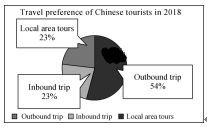 Travel preference of Chinese tourists in 2018
Local area tours
23%
Inbound trip
23%
Outbound trip
54%
Outbound trip Inbound trip Local area tours